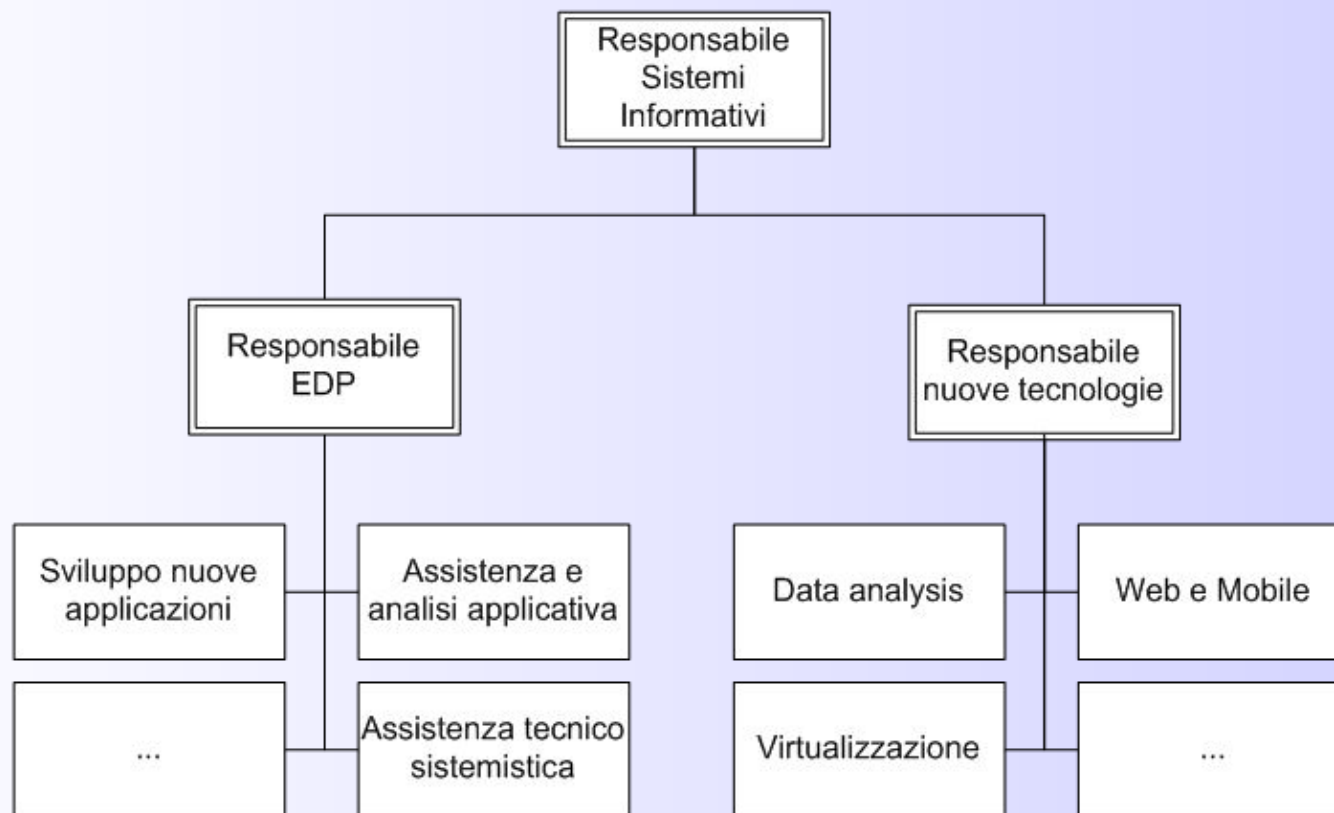 Responsabile
Sistemi
Informativi
Responsabile
EDP
Responsabile
nuove tecnologie
Sviluppo nuove
applicazioni
Assistenza e
analisi applicativa
Data analysis
Web e Mobile
...
Assistenza tecnico
sistemistica
Virtualizzazione
...